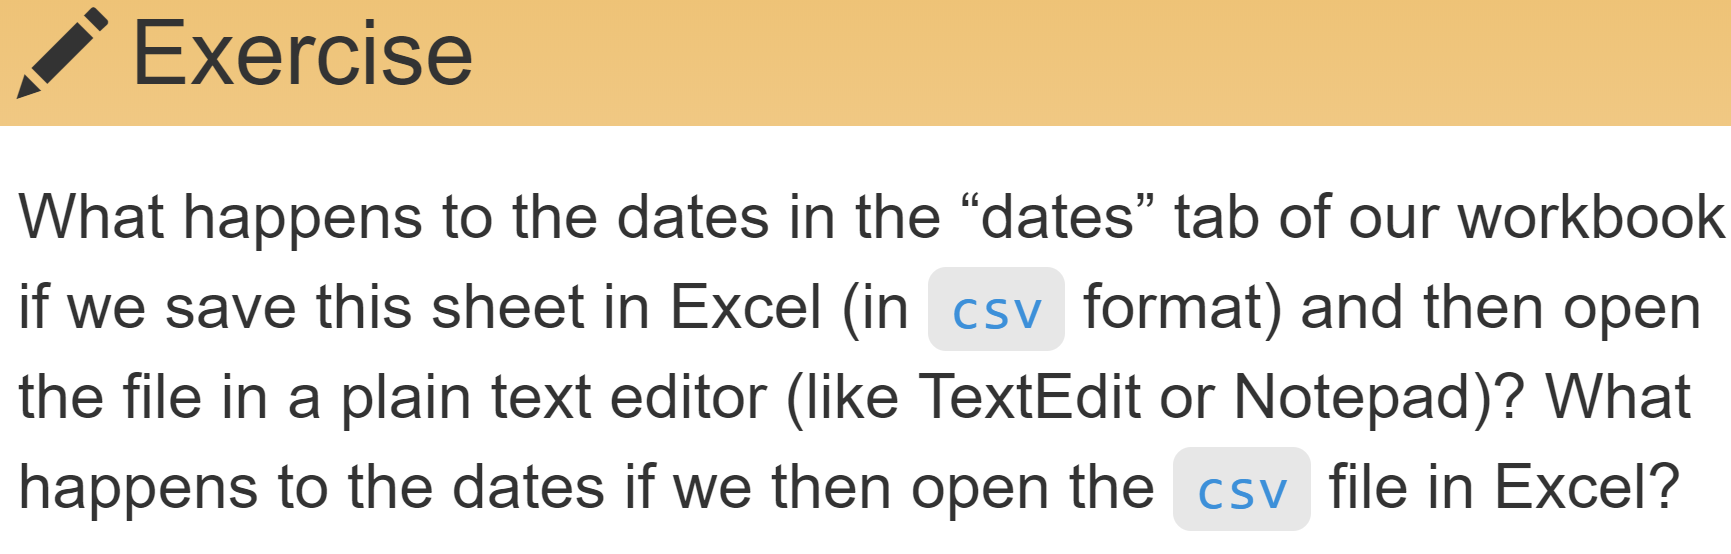 Exercise
What happens to the dates in the “dates” tab of our workbook
if we save this sheet in Excel (in csv format) and then open
the file in a plain text editor (like TextEdit or Notepad)? What
happens to the dates if we then open the csv file in Excel?